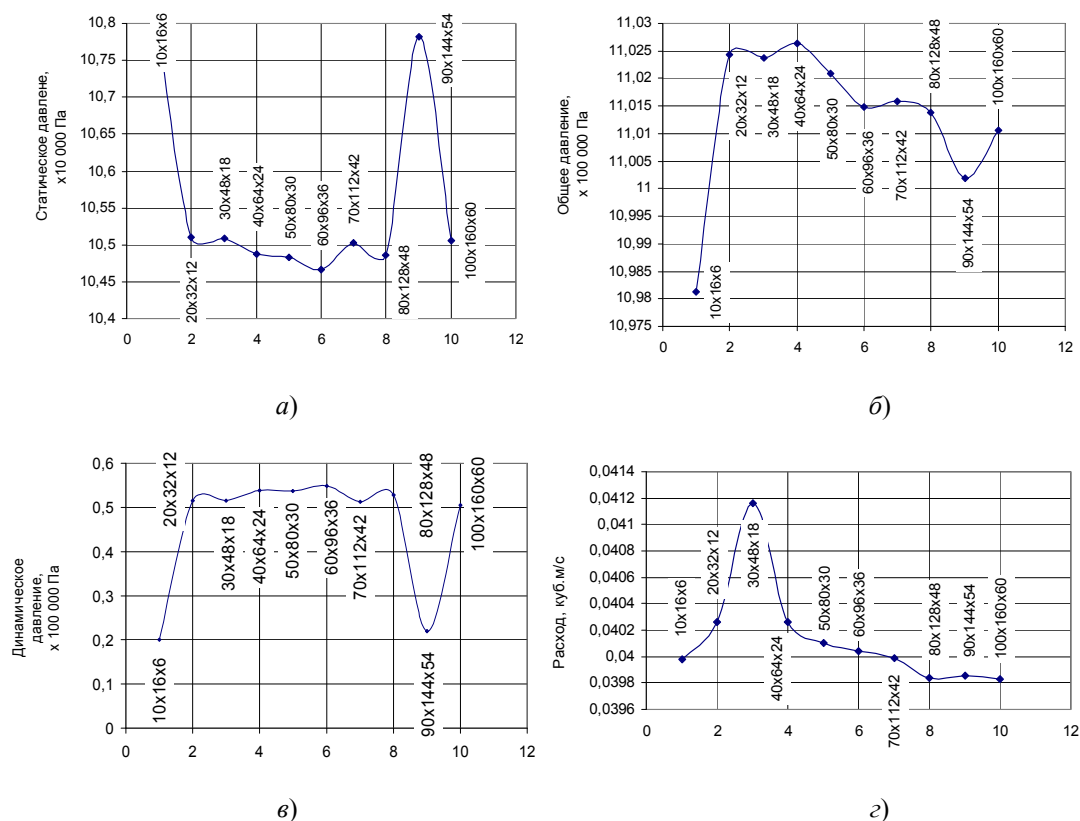 Статическое давлене,
х10 000 Па
10,8
10,75
10,7
10,65
10,6
10,55
10,5
10,45
10,4
10x16x6
20x32x12
30x48x18
40x64x24
50x80x30
60x96x36
70x112x42
80x128x48
90x144x54
100x160x60
0 2 4 6 8 10 12
а)
Общее давление,
х 100 000 Па
11,03
11,025
11,02
11,015
11,01
11,005
11
10,995
10,99
10,985
10,98
10,975
10x16x6
20x32x12
30x48x18
40x64x24
50x80x30
60x96x36
70x112x42
80x128x48
90x144x54
100x160x60
0 2 4 6 8 10 12
б)
Динамическое
давление,
х 100 000 Па
0,6
0,5
0,4
0,3
0,2
0,1
0
10x16x6
20x32x12
30x48x18
40x64x24
50x80x30
60x96x36
70x112x42
80x128x48
90x144x54
100x160x60
0 2 4 6 8 10 12
в)
Расход, куб.м/с
0,0414
0,0412
0,041
0,0408
0,0406
0,0404
0,0402
0,04
0,0398
0,0396
10x16x6
20x32x12
30x48x18
40x64x24
50x80x30
60x96x36
70x112x42
80x128x48
90x144x54
100x160x60
0 2 4 6 8 10 12
г)